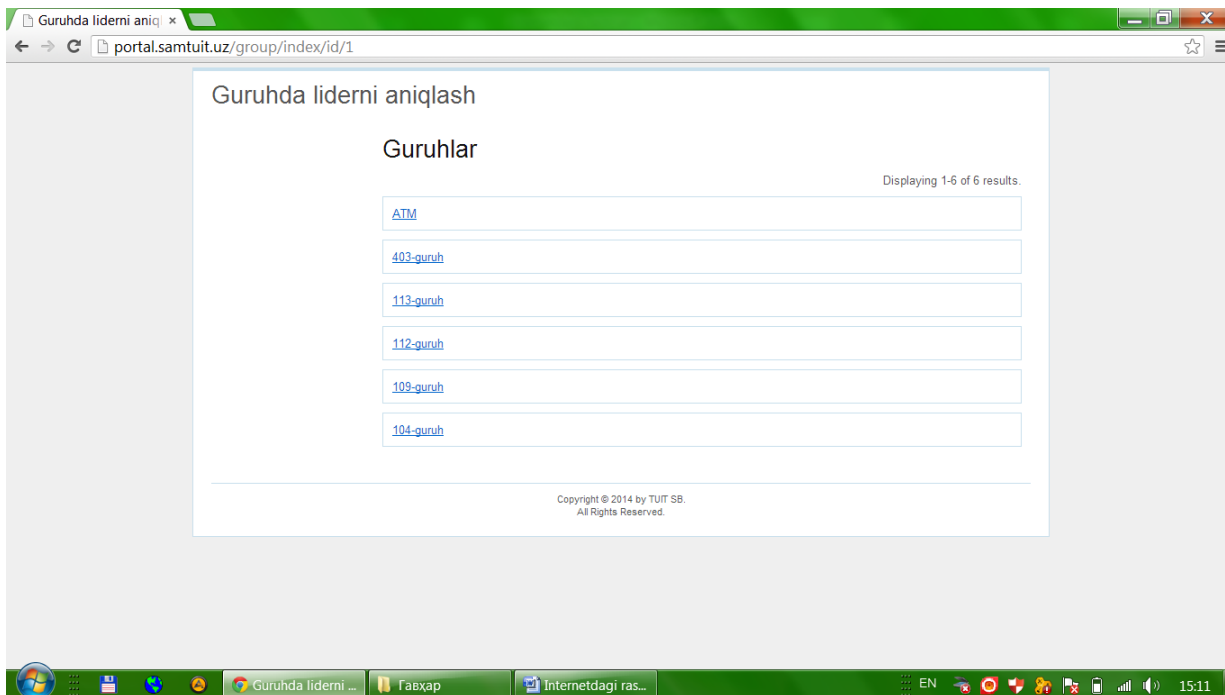 Guruhda liderni aniql
portal.samtuit.uz/group/index/id/1
Guruhda liderni aniqlash
Guruhlar
Displaying 1-6 of 6 results.
ATM
403-guruh
113-guruh
112-guruh
109-guruh
104-guruh
Copyright © 2014 by TUIT SB.
All Rights Reserved.
Guruhda liderni ...
Гавҳар
Internetdagi ras...
EN
15:11